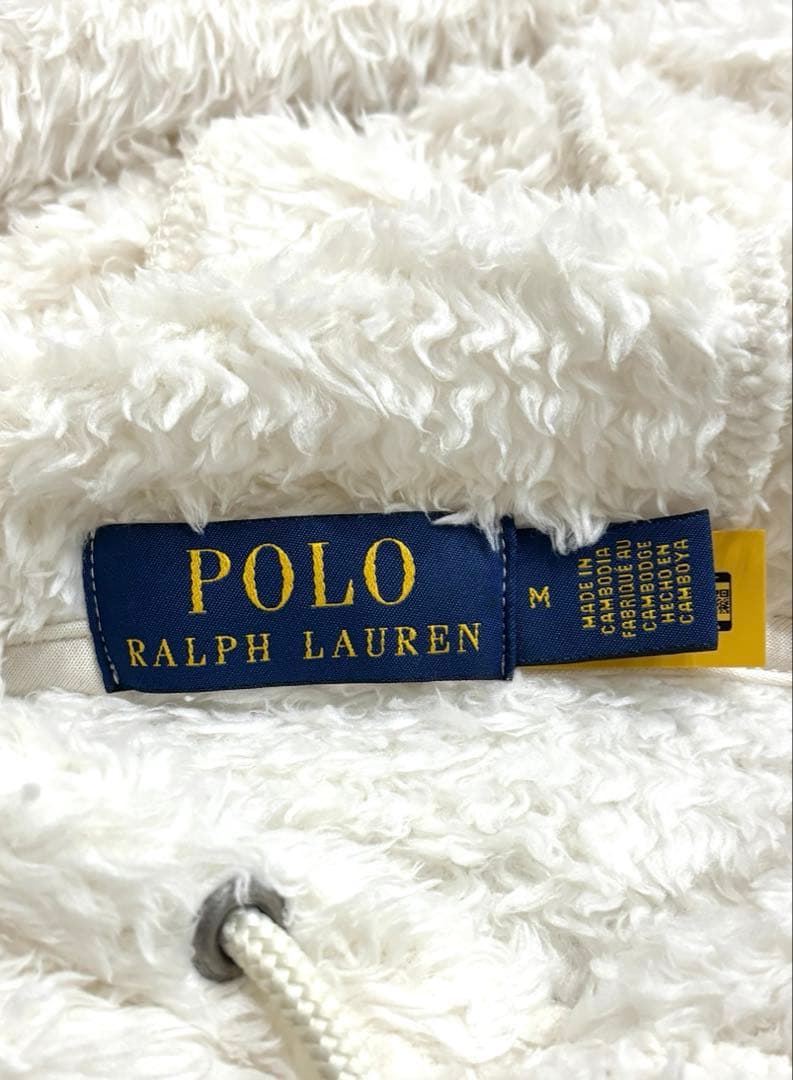 POLO
RALPH LAUREN
M
MADE IN
CAMBODIA
FABRIQUÉ AU
CAMBODGE
HECHO EN
CAMBOYA